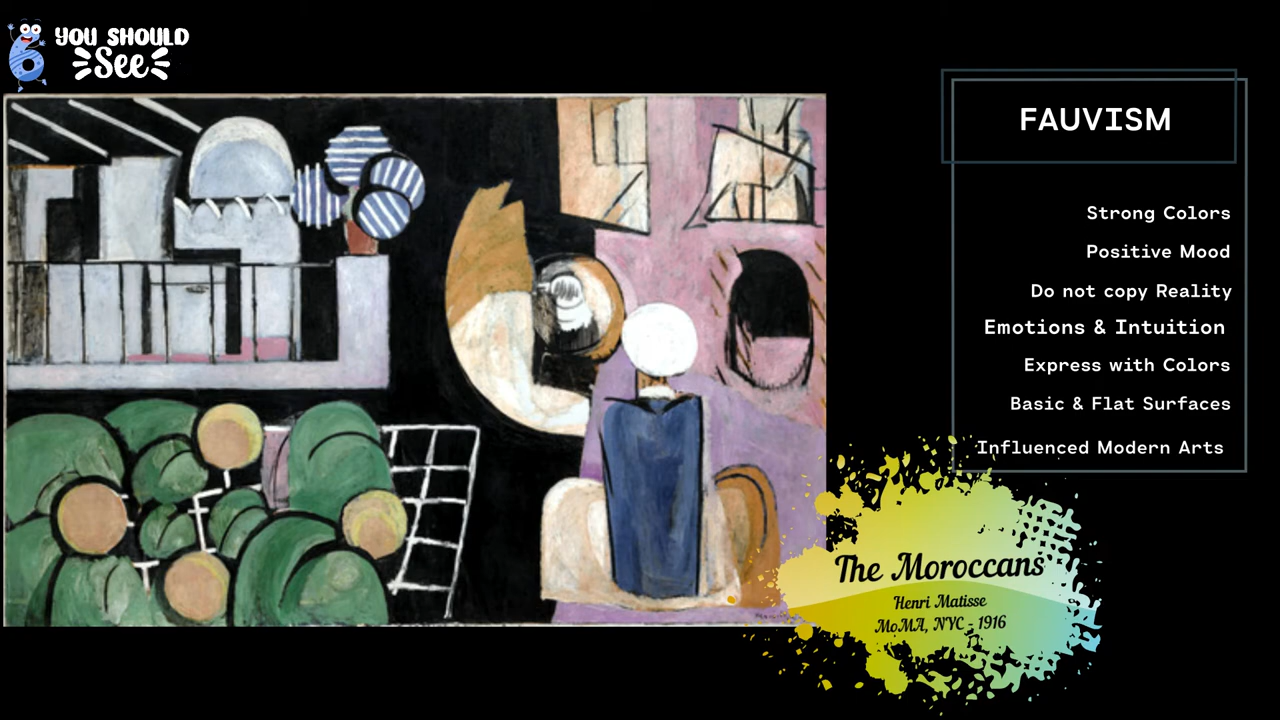 6 YOU SHOULD
See
FAUVISM
Strong Colors
Positive Mood
Do not copy Reality
Emotions & Intuition
Express with Colors
Basic & Flat Surfaces
Influenced Modern Arts
The Moroccans
Henri Matisse
MoMA, NYC - 1916